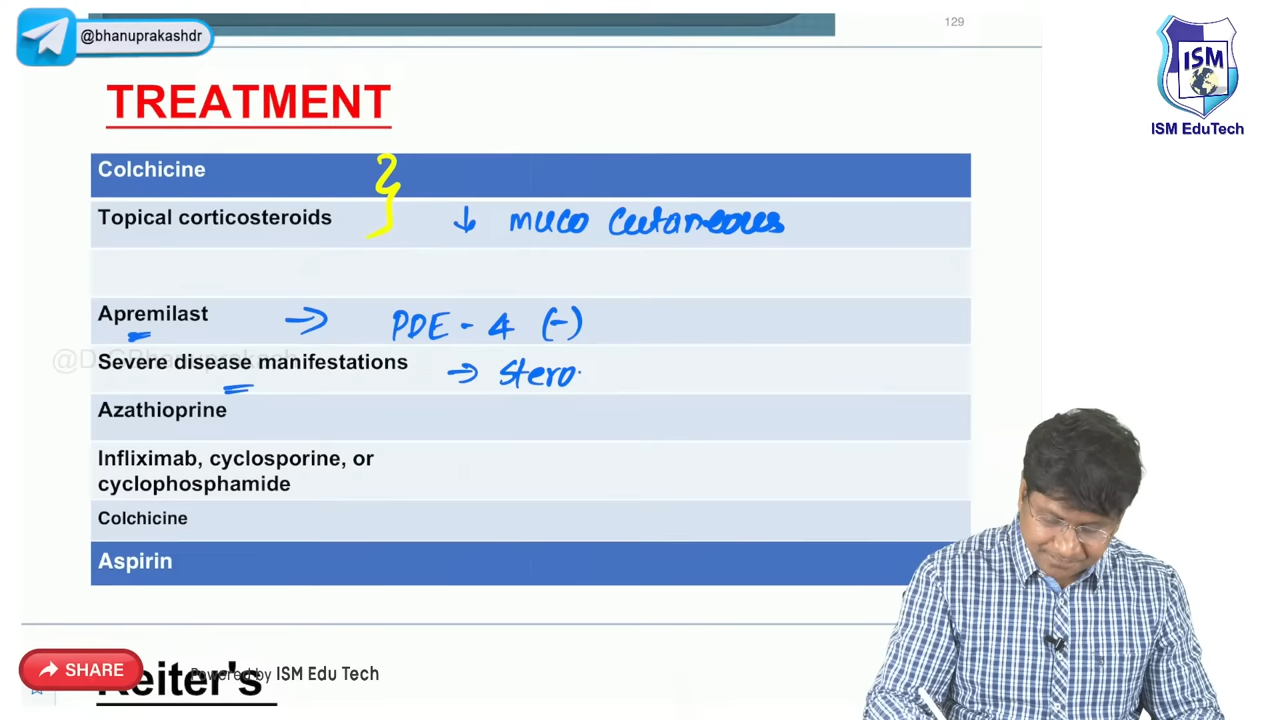 @bhanuprakashdr
129
ISM
ISM EduTech
TREATMENT
Colchicine
Topical corticosteroids
↓ muco cutaneous
Apremilast
→ PDE - 4 (-)
Severe disease manifestations
→ stero
Azathioprine
Infliximab, cyclosporine, or
cyclophosphamide
Colchicine
Aspirin
SHARE
Powered by ISM Edu Tech
Reiter's